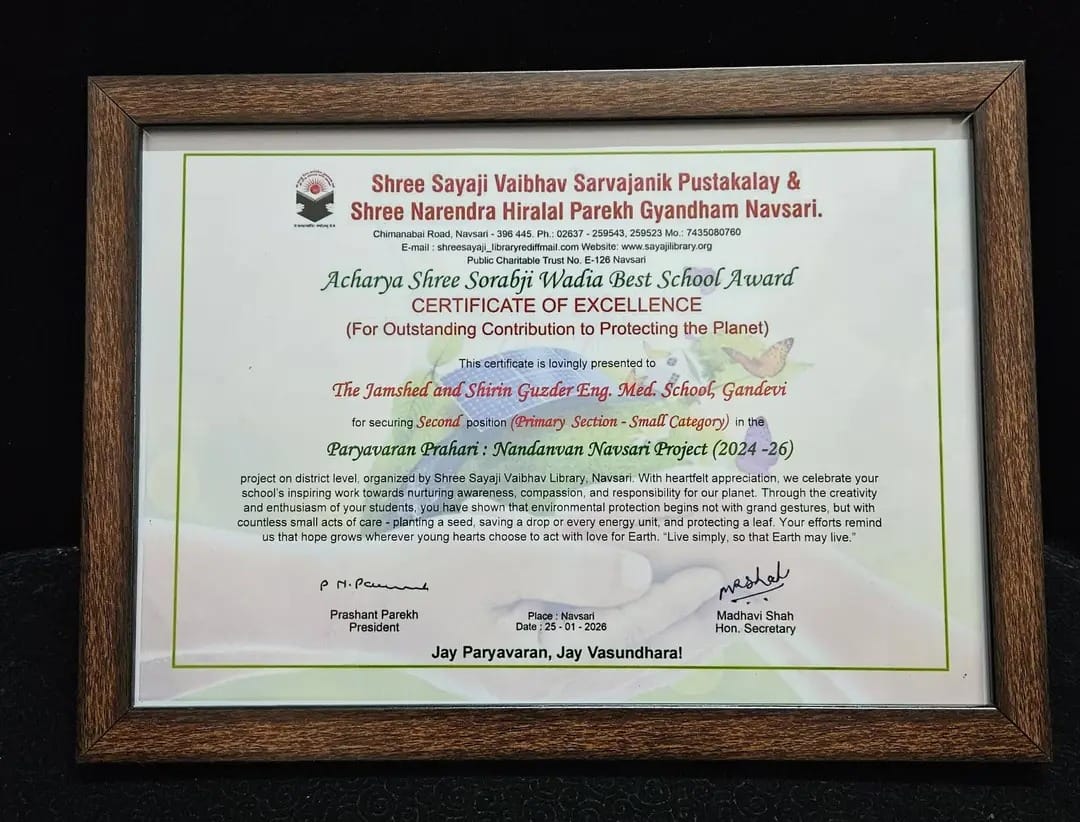 Shree Sayaji Vaibhav Sarvajanik Pustakalay &
Shree Narendra Hiralal Parekh Gyandham Navsari.
Chimanabai Road, Navsari - 396 445. Ph.: 02637 - 259543, 259523 Mo.: 7435080760
E-mail : shreesayaji_libraryrediffmail.com Website: www.sayajilibrary.org
Public Charitable Trust No. E-126 Navsari
Acharya Shree Sorabji Wadia Best School Award
CERTIFICATE OF EXCELLENCE
(For Outstanding Contribution to Protecting the Planet)
This certificate is lovingly presented to
The Jamshed and Shirin Guzder Eng. Med. School, Gandevi
for securing Second position (Primary Section - Small Category) in the
Paryavaran Prahari : Nandanvan Navsari Project (2024 -26)
project on district level, organized by Shree Sayaji Vaibhav Library, Navsari. With heartfelt appreciation, we celebrate your
school's inspiring work towards nurturing awareness, compassion, and responsibility for our planet. Through the creativity
and enthusiasm of your students, you have shown that environmental protection begins not with grand gestures, but with
countless small acts of care - planting a seed, saving a drop or every energy unit, and protecting a leaf. Your efforts remind
us that hope grows wherever young hearts choose to act with love for Earth. "Live simply, so that Earth may live."
Prashant Parekh
President
Place : Navsari
Date : 25 - 01 - 2026
Madhavi Shah
Hon. Secretary
Jay Paryavaran, Jay Vasundhara!